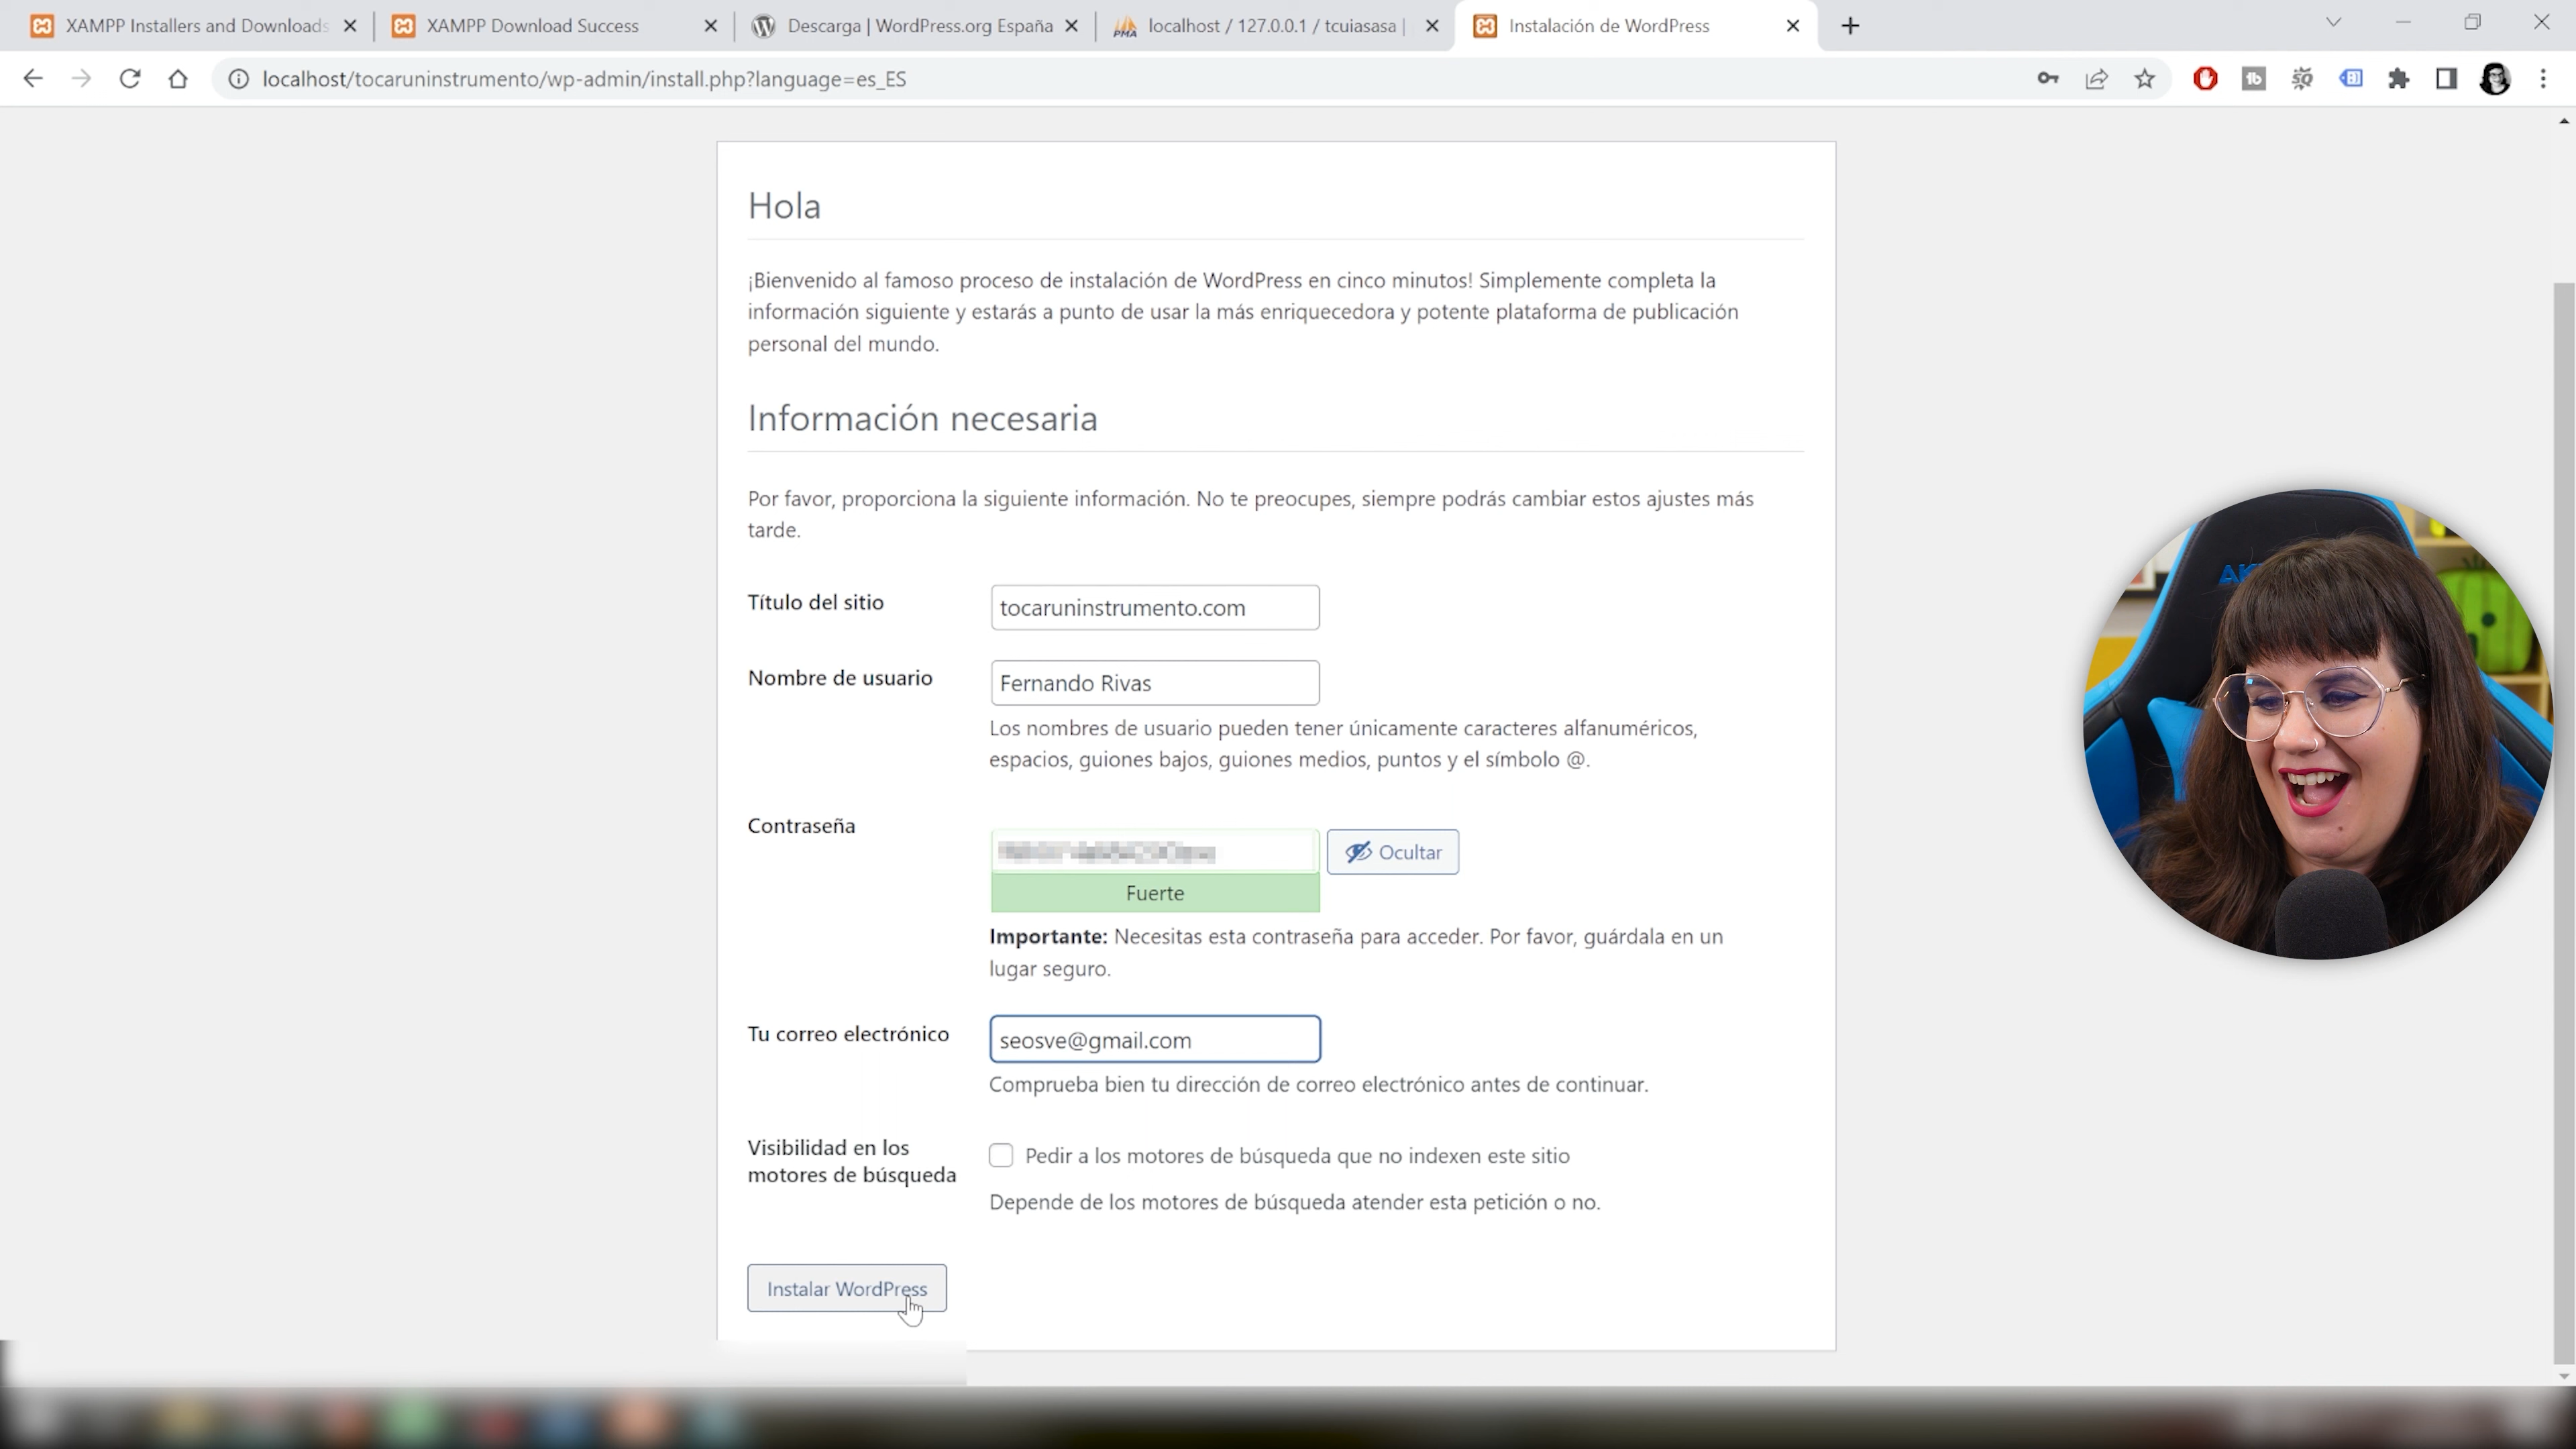 XAMPP Installers and Downloads
XAMPP Download Success
Descarga | WordPress.org España
PMA
localhost / 127.0.0.1 / tcuiasasa |
Instalación de WordPress
localhost/tocaruninstrumento/wp-admin/install.php?language=es_ES
Hola
¡Bienvenido al famoso proceso de instalación de WordPress en cinco minutos! Simplemente completa la
información siguiente y estarás a punto de usar la más enriquecedora y potente plataforma de publicación
personal del mundo.
Información necesaria
Por favor, proporciona la siguiente información. No te preocupes, siempre podrás cambiar estos ajustes más
tarde.
Título del sitio
tocaruninstrumento.com
Nombre de usuario
Fernando Rivas
Los nombres de usuario pueden tener únicamente caracteres alfanuméricos,
espacios, guiones bajos, guiones medios, puntos y el símbolo @.
Contraseña
Ocultar
Fuerte
Importante: Necesitas esta contraseña para acceder. Por favor, guárdala en un
lugar seguro.
Tu correo electrónico
seosve@gmail.com
Comprueba bien tu dirección de correo electrónico antes de continuar.
Visibilidad en los
motores de búsqueda
Pedir a los motores de búsqueda que no indexen este sitio
Depende de los motores de búsqueda atender esta petición o no.
Instalar WordPress